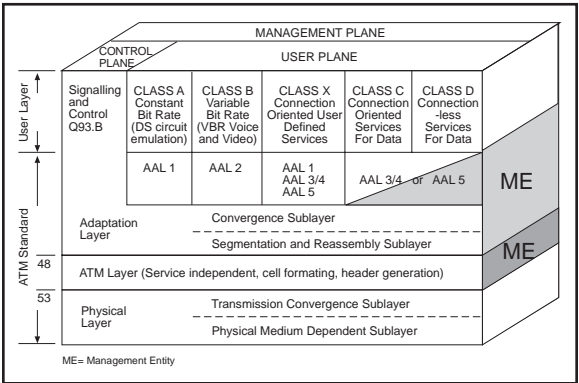 MANAGEMENT PLANE
CONTROL
PLANE
USER PLANE
User Layer
Signalling
and
Control
Q93.B
CLASS A
Constant
Bit Rate
(DS circuit
emulation)
CLASS B
Variable
Bit Rate
(VBR Voice
and Video)
CLASS X
Connection
Oriented User
Defined
Services
CLASS C
Connection
Oriented
Services
For Data
CLASS D
Connection
-less
Services
For Data
ATM Standard
AAL 1
AAL 2
AAL 1
AAL 3/4
AAL 5
AAL 3/4 or AAL 5
ME
Adaptation
Layer
Convergence Sublayer
Segmentation and Reassembly Sublayer
ME
48
ATM Layer (Service independent, cell formating, header generation)
53
Physical
Layer
Transmission Convergence Sublayer
Physical Medium Dependent Sublayer
ME= Management Entity